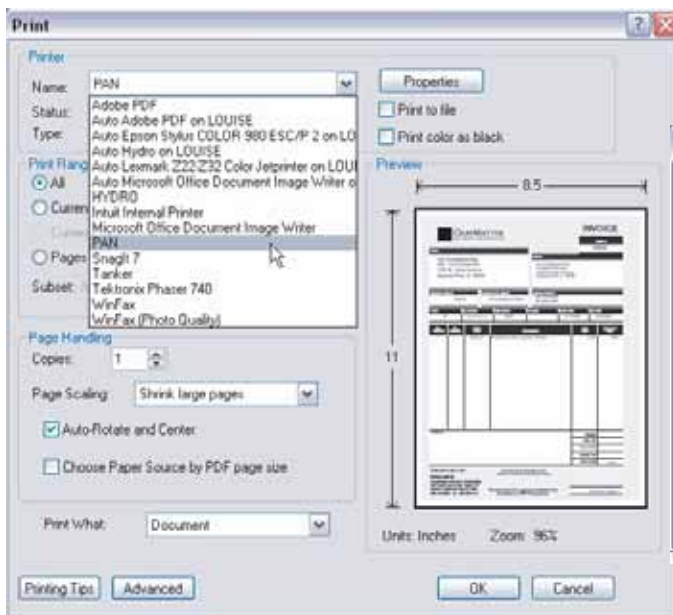 Print
Printer
Name: PAN
Properties
Status:
Type:
Print to file
Print color as black
Adobe PDF
Auto Adobe PDF on LOUISE
Auto Epson Stylus COLOR 980 ESC/P 2 on LO
Auto Hydro on LOUISE
Auto Lexmark Z22-Z32 Color Jetprinter on LOUI
Auto Microsoft Office Document Image Writer o
HYDRO
Intuit Internal Printer
Microsoft Office Document Image Writer
PAN
SnagIt 7
Tanker
Tektronix Phaser 740
WinFax
WinFax (Photo Quality)
Print Rang
All
Curren
Pages
Subset:
Preview
8.5
11
INVOICE
Units: Inches Zoom: 96%
Page Handling
Copies: 1
Page Scaling: Shrink large pages
Auto-Rotate and Center
Choose Paper Source by PDF page size
Print What: Document
Printing Tips Advanced OK Cancel